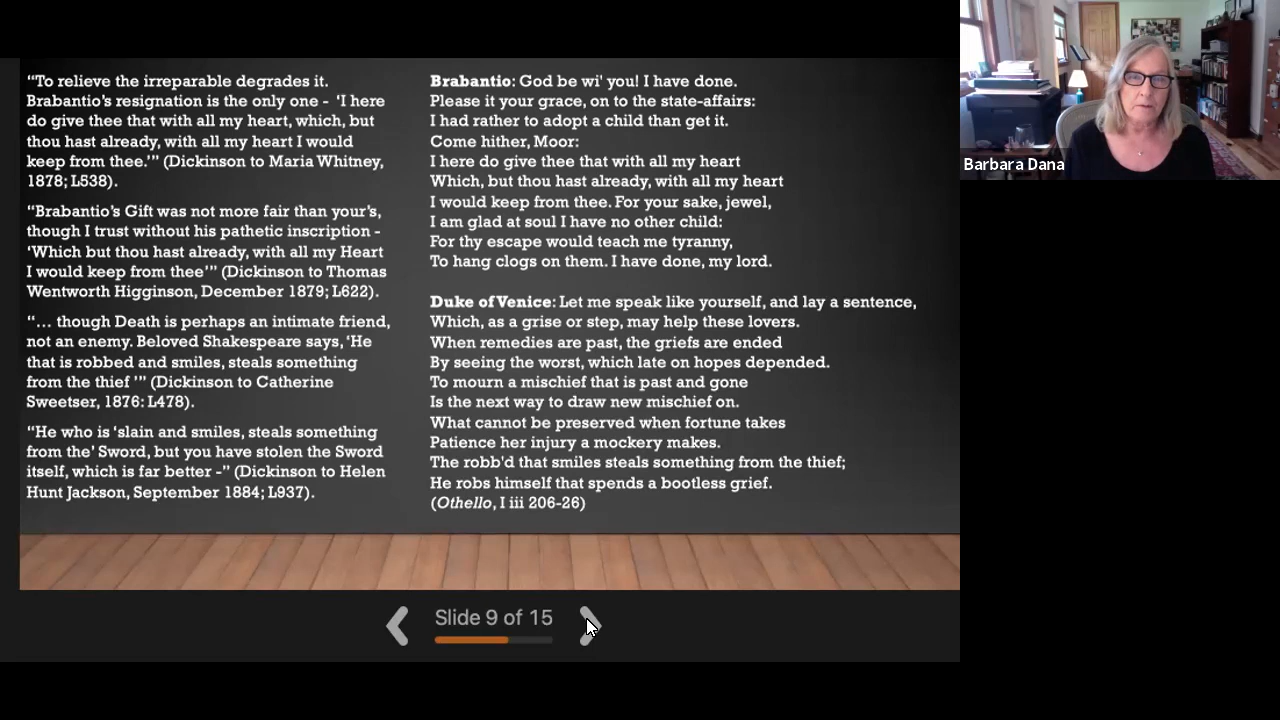 “To relieve the irreparable degrades it.
Brabantio’s resignation is the only one - ‘I here
do give thee that with all my heart, which, but
thou hast already, with all my heart I would
keep from thee.’” (Dickinson to Maria Whitney,
1878; L538).
“Brabantio’s Gift was not more fair than your’s,
though I trust without his pathetic inscription -
‘Which but thou hast already, with all my Heart
I would keep from thee’” (Dickinson to Thomas
Wentworth Higginson, December 1879; L622).
“… though Death is perhaps an intimate friend,
not an enemy. Beloved Shakespeare says, ‘He
that is robbed and smiles, steals something
from the thief ’” (Dickinson to Catherine
Sweetser, 1876: L478).
“He who is ‘slain and smiles, steals something
from the’ Sword, but you have stolen the Sword
itself, which is far better -” (Dickinson to Helen
Hunt Jackson, September 1884; L937).
Brabantio: God be wi' you! I have done.
Please it your grace, on to the state-affairs:
I had rather to adopt a child than get it.
Come hither, Moor:
I here do give thee that with all my heart
Which, but thou hast already, with all my heart
I would keep from thee. For your sake, jewel,
I am glad at soul I have no other child:
For thy escape would teach me tyranny,
To hang clogs on them. I have done, my lord.
Duke of Venice: Let me speak like yourself, and lay a sentence,
Which, as a grise or step, may help these lovers.
When remedies are past, the griefs are ended
By seeing the worst, which late on hopes depended.
To mourn a mischief that is past and gone
Is the next way to draw new mischief on.
What cannot be preserved when fortune takes
Patience her injury a mockery makes.
The robb'd that smiles steals something from the thief;
He robs himself that spends a bootless grief.
(Othello, I iii 206-26)
Slide 9 of 15
Barbara Dana